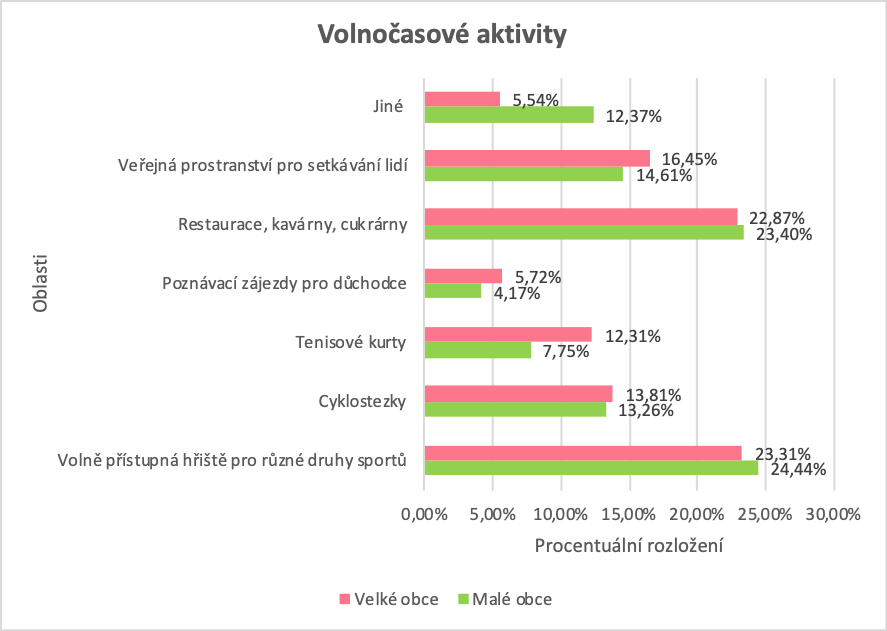 Volnočasové aktivity
Jiné
5,54%
12,37%
Veřejná prostranství pro setkávání lidí
16,45%
14,61%
Restaurace, kavárny, cukrárny
22,87%
23,40%
Oblasti
Poznávací zájezdy pro důchodce
5,72%
4,17%
Tenisové kurty
12,31%
7,75%
Cyklostezky
13,81%
13,26%
Volně přístupná hřiště pro různé druhy sportů
23,31%
24,44%
0,00% 5,00% 10,00% 15,00% 20,00% 25,00% 30,00%
Procentuální rozložení
Velké obce Malé obce